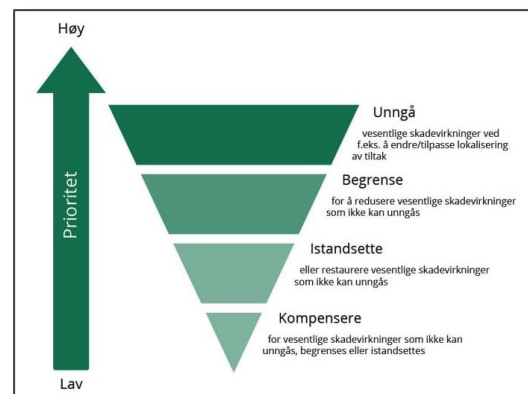 Høy
Prioritet
Lav
Unngå
vesentlige skadevirkninger ved
f.eks. å endre/tilpasse lokalisering
av tiltak
Begrense
for å redusere vesentlige skadevirkninger
som ikke kan unngås
Istandsette
eller restaurere vesentlige skadevirkninger
som ikke kan unngås
Kompensere
for vesentlige skadevirkninger som ikke kan
unngås, begrenses eller istandsettes